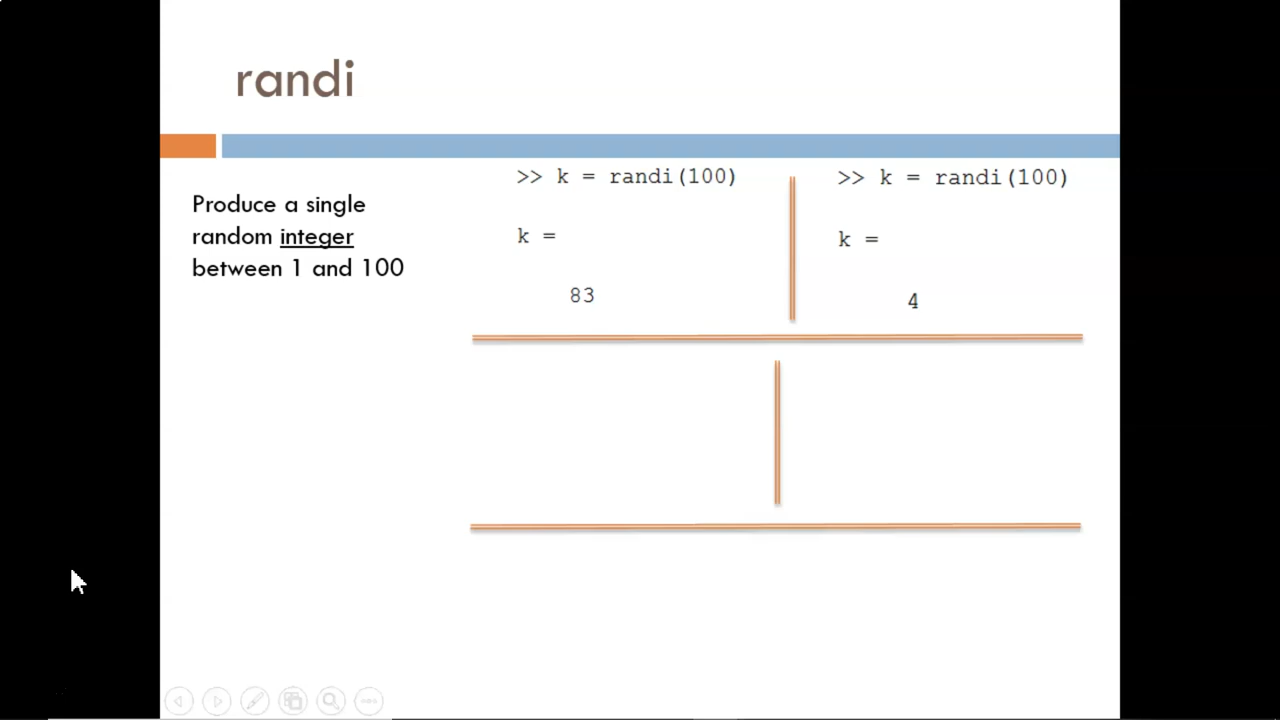 randi
Produce a single
random integer
between 1 and 100
>> k = randi(100)
k =
83
>> k = randi(100)
k =
4